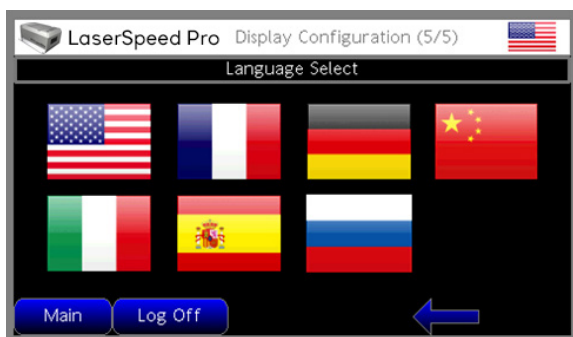 LaserSpeed Pro Display Configuration (5/5)
Language Select
Main Log Off